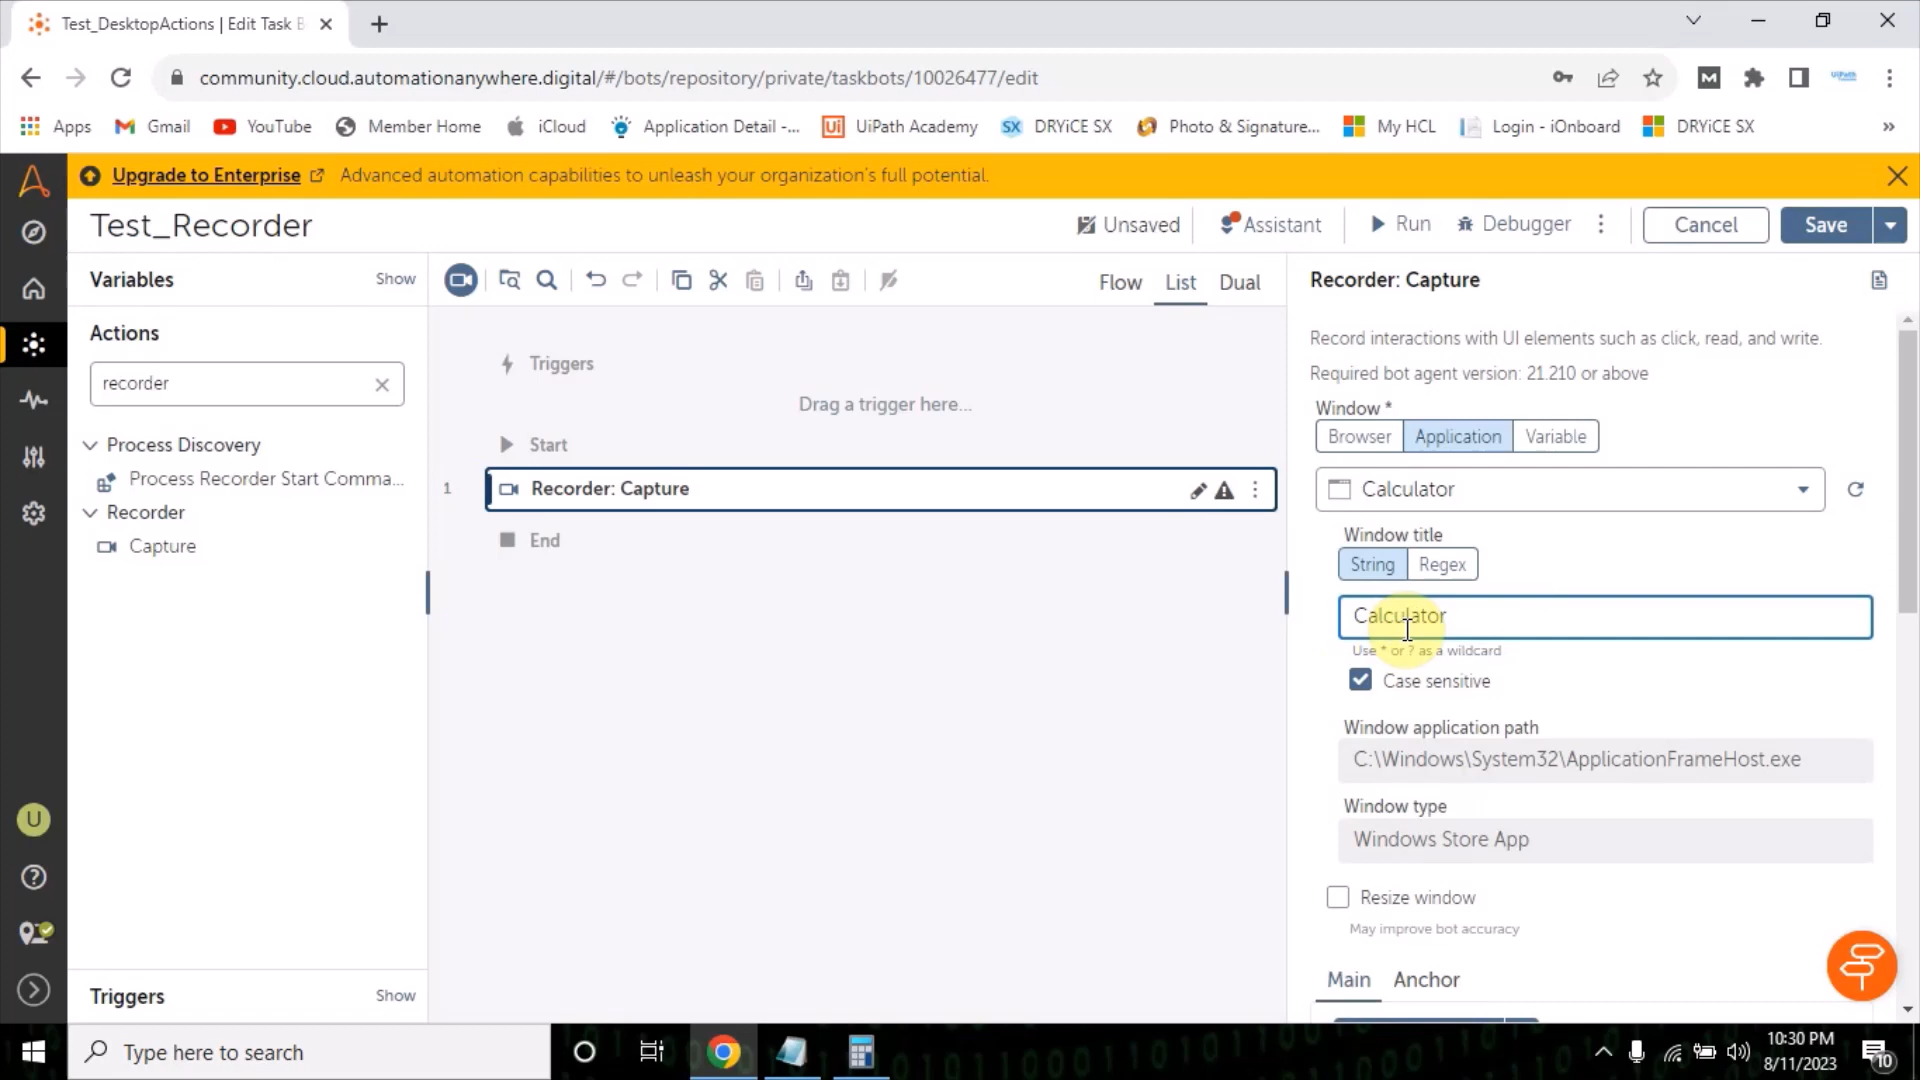 Test_DesktopActions | Edit Task B
community.cloud.automationanywhere.digital/#/bots/repository/private/taskbots/10026477/edit
Apps Gmail YouTube Member Home iCloud Application Detail -... UiPath Academy DRYiCE SX Photo & Signature... My HCL Login - iOnboard DRYiCE SX »
Upgrade to Enterprise Advanced automation capabilities to unleash your organization's full potential.
Test_Recorder
Unsaved Assistant Run Debugger Cancel Save
Variables Show
Flow List Dual
Recorder: Capture
Actions
recorder
Process Discovery
Process Recorder Start Comma...
Recorder
Capture
Triggers
Drag a trigger here...
Start
1 Recorder: Capture
End
Record interactions with UI elements such as click, read, and write.
Required bot agent version: 21.210 or above
Window *
Browser Application Variable
Calculator
Window title
String Regex
Calculator
Use * or ? as a wildcard
Case sensitive
Window application path
C:\Windows\System32\ApplicationFrameHost.exe
Window type
Windows Store App
Resize window
May improve bot accuracy
Main Anchor
U
Triggers Show
Type here to search
10:30 PM
8/11/2023
10